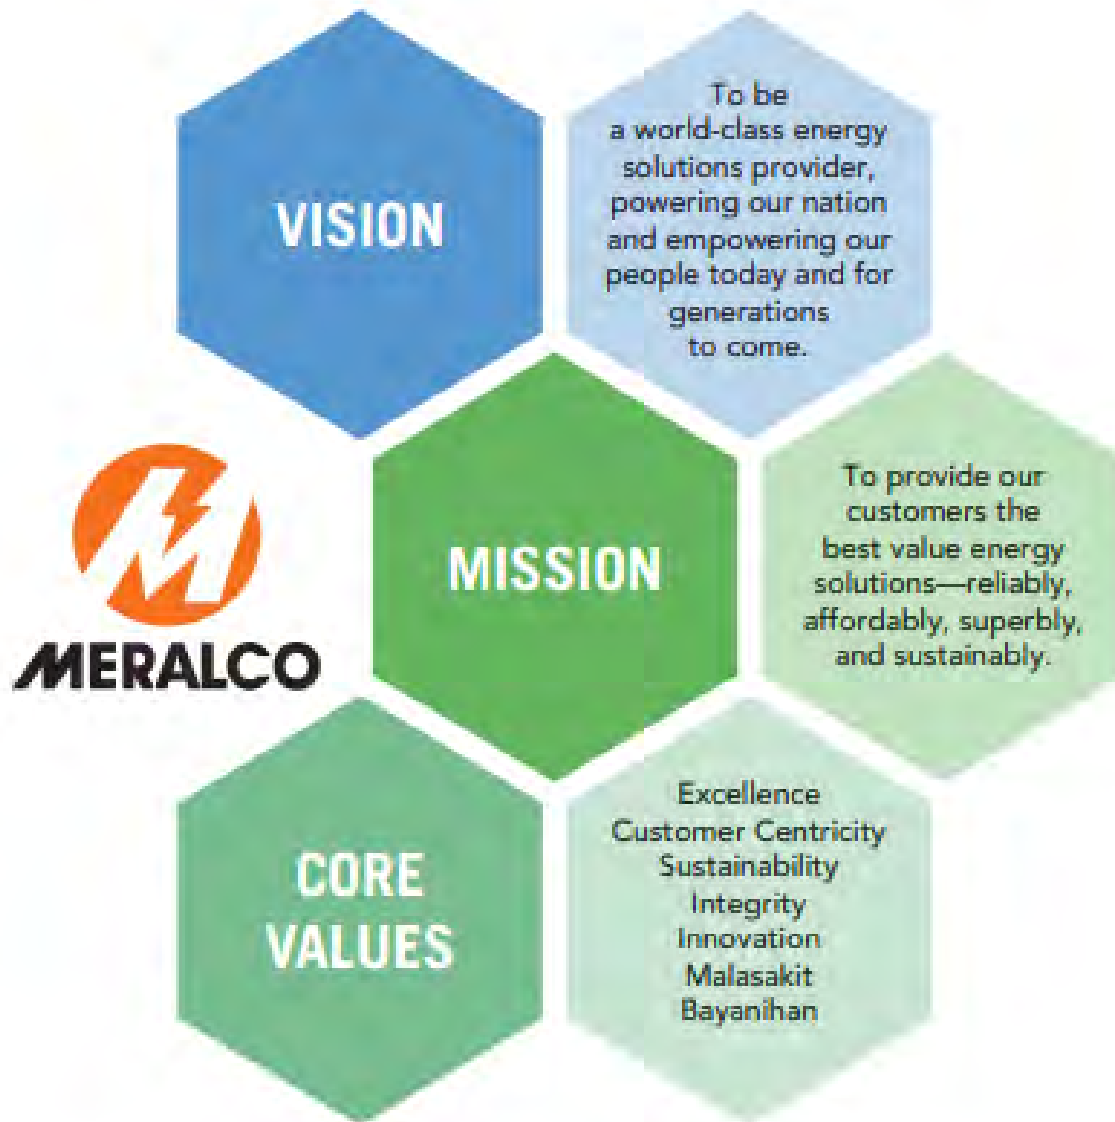 VISION
To be
a world-class energy
solutions provider,
powering our nation
and empowering our
people today and for
generations
to come.
MERALCO
MISSION
To provide our
customers the
best value energy
solutions—reliably,
affordably, superbly,
and sustainably.
CORE
VALUES
Excellence
Customer Centricity
Sustainability
Integrity
Innovation
Malasakit
Bayanihan